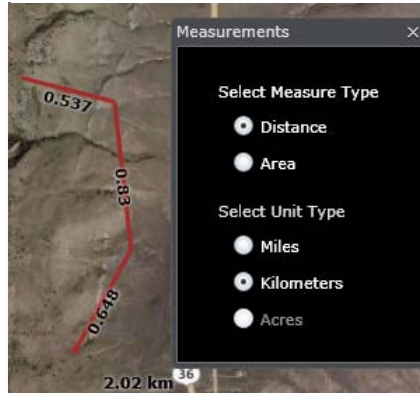 Measurements ×
Select Measure Type
Distance
Area
Select Unit Type
Miles
Kilometers
Acres
0.537
0.83
0.648
2.02 km
36